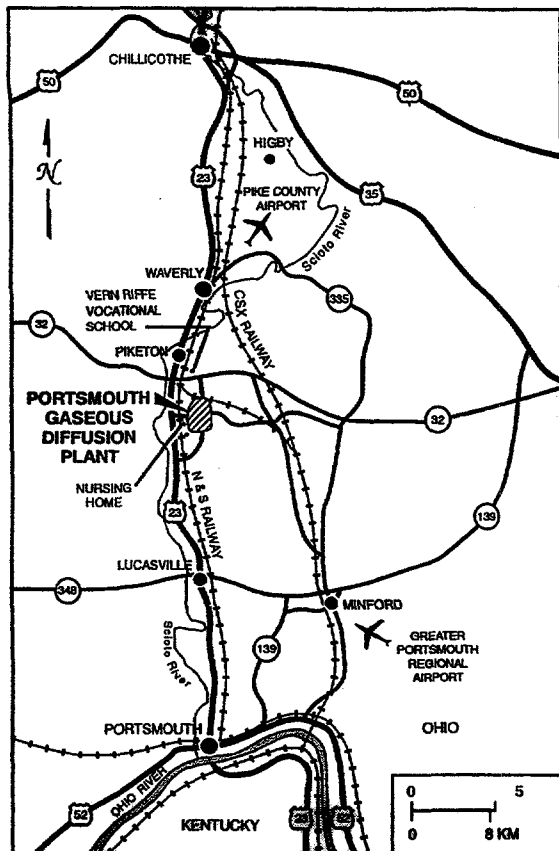 CHILLICOTHE
50
50
N
HIGBY
23
PIKE COUNTY
AIRPORT
35
Scioto River
WAVERLY
VERN RIFFE
VOCATIONAL
SCHOOL
335
CSX RAILWAY
32
PIKETON
PORTSMOUTH
GASEOUS
DIFFUSION
PLANT
32
NURSING
HOME
N & S RAILWAY
23
139
LUCASVILLE
348
MINFORD
Scioto River
139
GREATER
PORTSMOUTH
REGIONAL
AIRPORT
PORTSMOUTH
OHIO
OHIO RIVER
52
KENTUCKY
23
52
0 5
0 8 KM